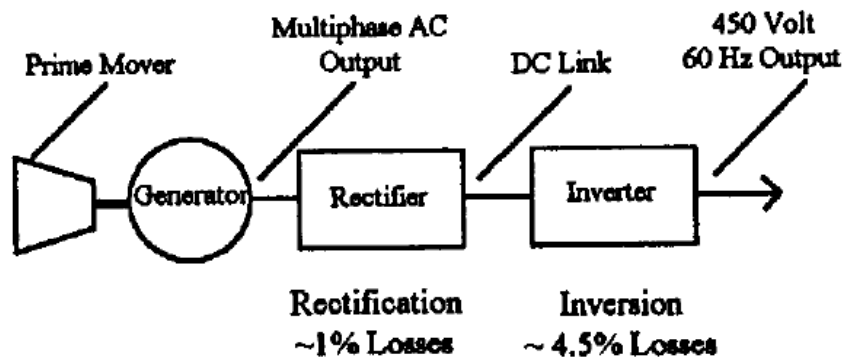 Prime Mover
Multiphase AC
Output
DC Link
450 Volt
60 Hz Output
Generator
Rectifier
Inverter
Rectification
~1% Losses
Inversion
~ 4.5% Losses